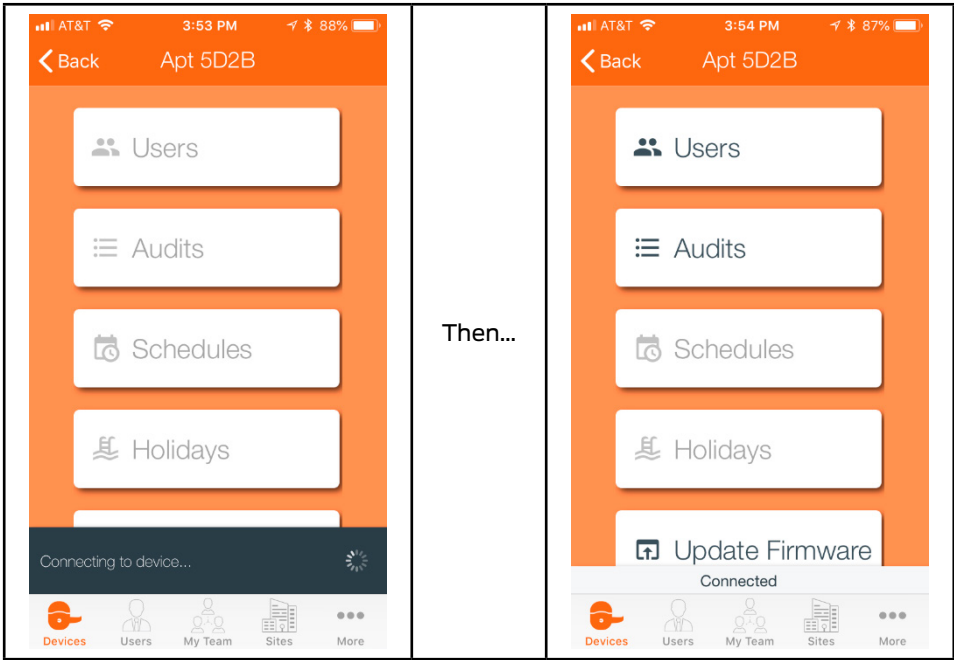 AT&T 3:53 PM 88%
Back Apt 5D2B
Users
Audits
Schedules
Holidays
Connecting to device...
Devices Users My Team Sites More
Then...
AT&T 3:54 PM 87%
Back Apt 5D2B
Users
Audits
Schedules
Holidays
Update Firmware
Connected
Devices Users My Team Sites More